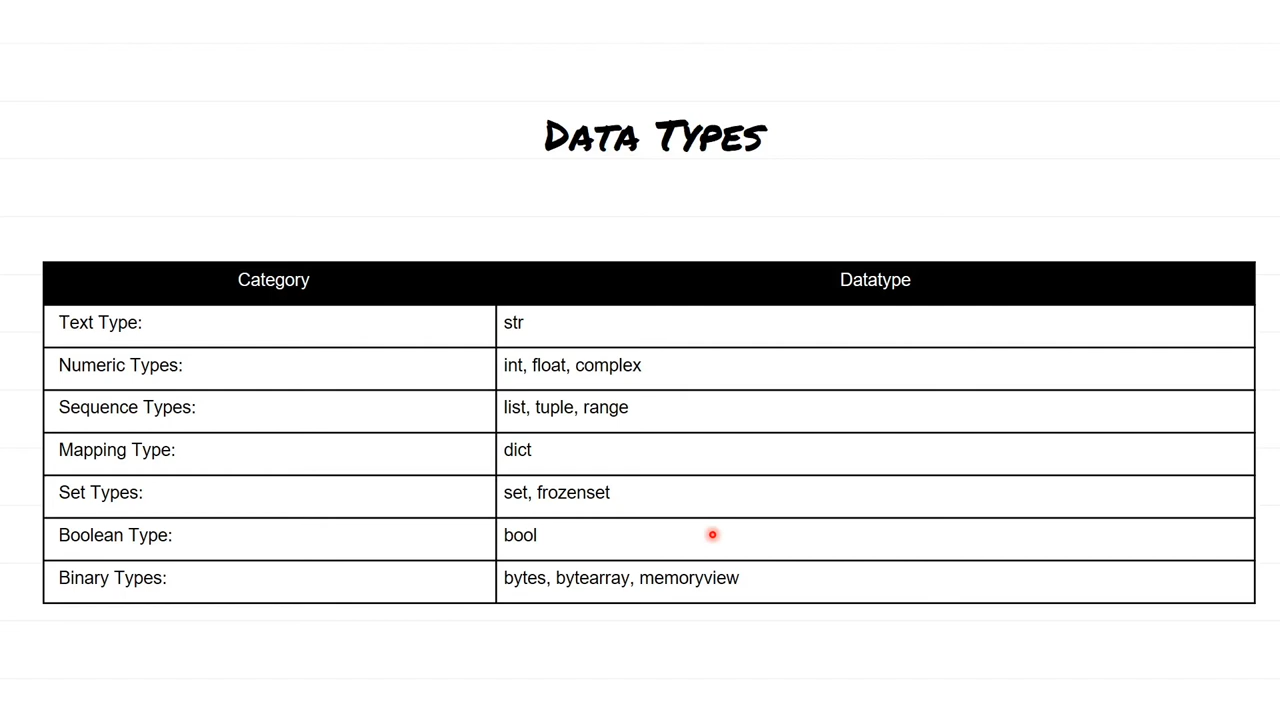 DATA TYPES
Category Datatype
Text Type: str
Numeric Types: int, float, complex
Sequence Types: list, tuple, range
Mapping Type: dict
Set Types: set, frozenset
Boolean Type: bool
Binary Types: bytes, bytearray, memoryview